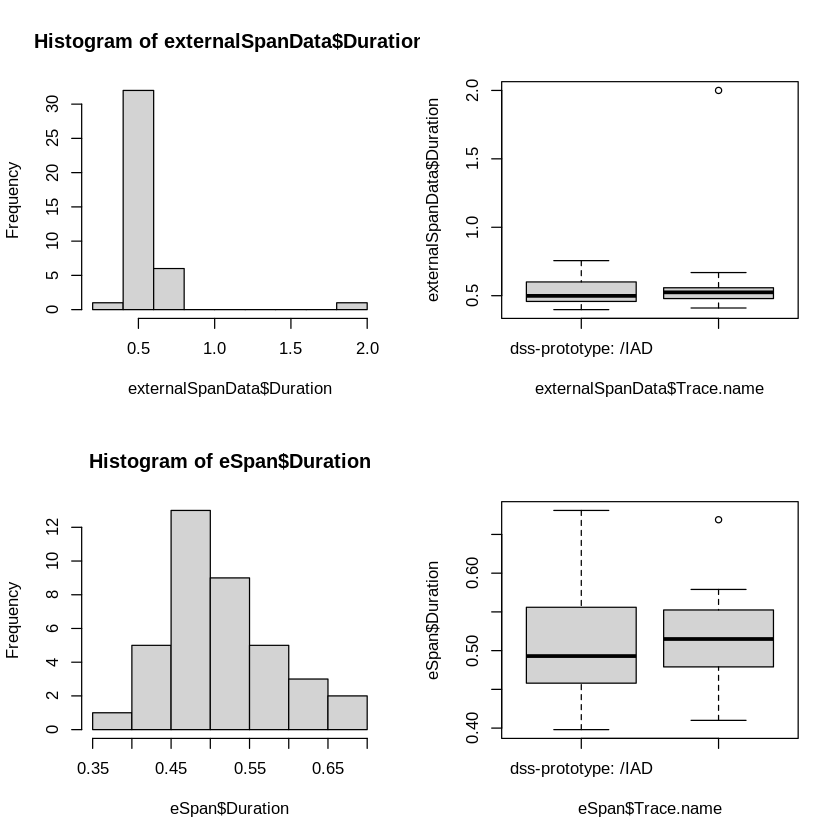 Histogram of externalSpanData$Duration
Frequency
0 5 10 15 20 25 30
0.5 1.0 1.5 2.0
externalSpanData$Duration
externalSpanData$Duration
0.5 1.0 1.5 2.0
dss-prototype: /IAD
externalSpanData$Trace.name
Histogram of eSpan$Duration
Frequency
0 2 4 6 8 10 12
0.35 0.45 0.55 0.65
eSpan$Duration
eSpan$Duration
0.40 0.50 0.60
dss-prototype: /IAD
eSpan$Trace.name